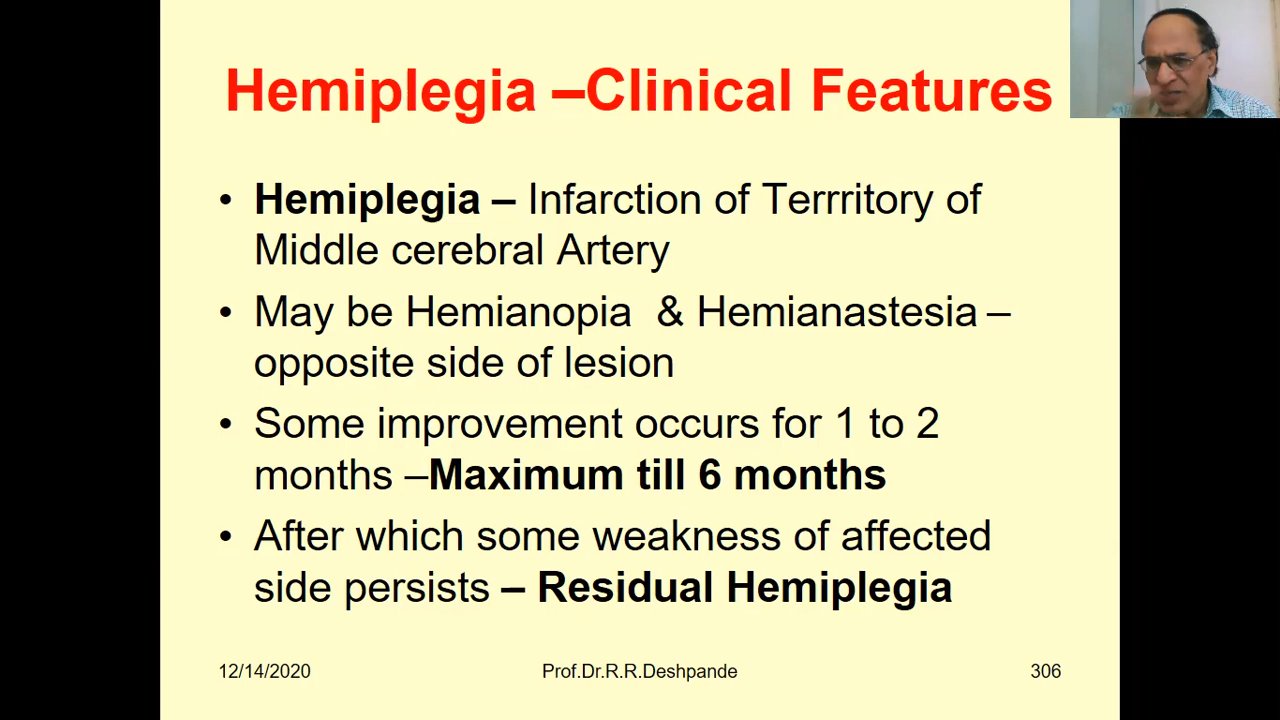 Hemiplegia –Clinical Features
• Hemiplegia – Infarction of Terrritory of
Middle cerebral Artery
• May be Hemianopia & Hemianastesia –
opposite side of lesion
• Some improvement occurs for 1 to 2
months –Maximum till 6 months
• After which some weakness of affected
side persists – Residual Hemiplegia
12/14/2020 Prof.Dr.R.R.Deshpande 306